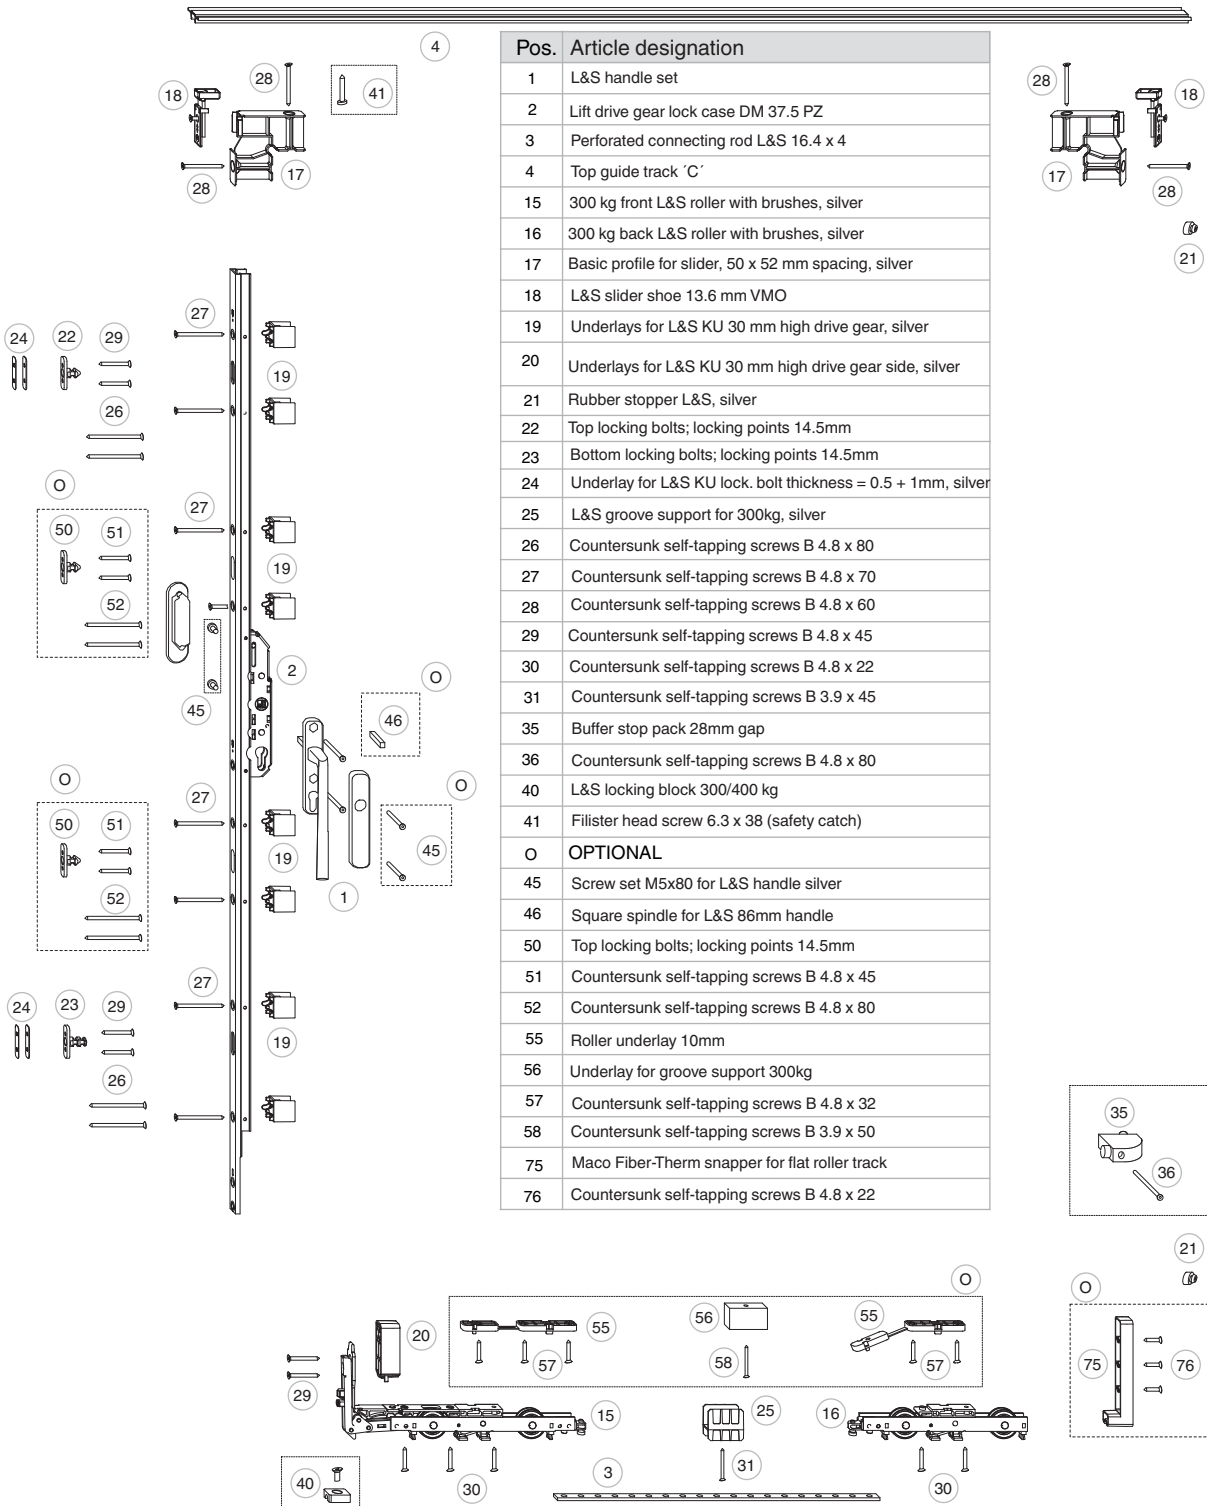 4
Pos. Article designation
1 L&S handle set
2 Lift drive gear lock case DM 37.5 PZ
3 Perforated connecting rod L&S 16.4 x 4
4 Top guide track ´C´
15 300 kg front L&S roller with brushes, silver
16 300 kg back L&S roller with brushes, silver
17 Basic profile for slider, 50 x 52 mm spacing, silver
18 L&S slider shoe 13.6 mm VMO
19 Underlays for L&S KU 30 mm high drive gear, silver
20 Underlays for L&S KU 30 mm high drive gear side, silver
21 Rubber stopper L&S, silver
22 Top locking bolts; locking points 14.5mm
23 Bottom locking bolts; locking points 14.5mm
24 Underlay for L&S KU lock. bolt thickness = 0.5 + 1mm, silver
25 L&S groove support for 300kg, silver
26 Countersunk self-tapping screws B 4.8 x 80
27 Countersunk self-tapping screws B 4.8 x 70
28 Countersunk self-tapping screws B 4.8 x 60
29 Countersunk self-tapping screws B 4.8 x 45
30 Countersunk self-tapping screws B 4.8 x 22
31 Countersunk self-tapping screws B 3.9 x 45
35 Buffer stop pack 28mm gap
36 Countersunk self-tapping screws B 4.8 x 80
40 L&S locking block 300/400 kg
41 Filister head screw 6.3 x 38 (safety catch)
O OPTIONAL
45 Screw set M5x80 for L&S handle silver
46 Square spindle for L&S 86mm handle
50 Top locking bolts; locking points 14.5mm
51 Countersunk self-tapping screws B 4.8 x 45
52 Countersunk self-tapping screws B 4.8 x 80
55 Roller underlay 10mm
56 Underlay for groove support 300kg
57 Countersunk self-tapping screws B 4.8 x 32
58 Countersunk self-tapping screws B 3.9 x 50
75 Maco Fiber-Therm snapper for flat roller track
76 Countersunk self-tapping screws B 4.8 x 22
28
18
41
28
17
28
18
17
28
21
27
24 22 29
19
26
O
27
50 51
19
52
2
O
45
46
O
O
27
50 51
45
19
52
1
27
24 23 29
19
26
35
36
21
O
O
20
55
56
55
57
58
57
75
76
29
15
25
16
3
31
40
30
30